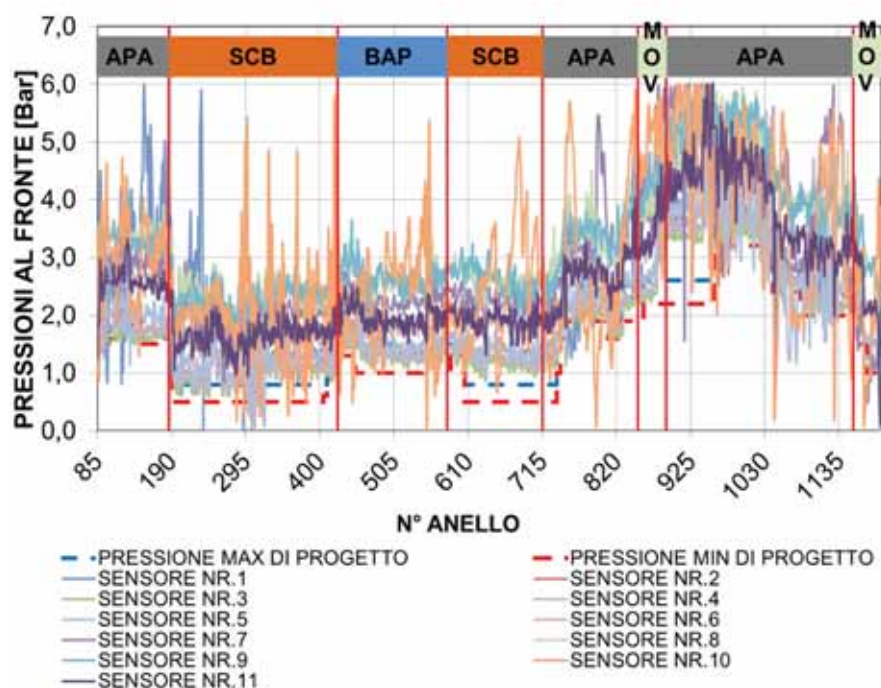 PRESSIONI AL FRONTE [Bar]
7,0
6,0
5,0
4,0
3,0
2,0
1,0
0,0
APA
SCB
BAP
SCB
APA
MOV
APA
MOV
85
190
295
400
505
610
715
820
925
1030
1135
N° ANELLO
PRESSIONE MAX DI PROGETTO
PRESSIONE MIN DI PROGETTO
SENSORE NR.1
SENSORE NR.2
SENSORE NR.3
SENSORE NR.4
SENSORE NR.5
SENSORE NR.6
SENSORE NR.7
SENSORE NR.8
SENSORE NR.9
SENSORE NR.10
SENSORE NR.11